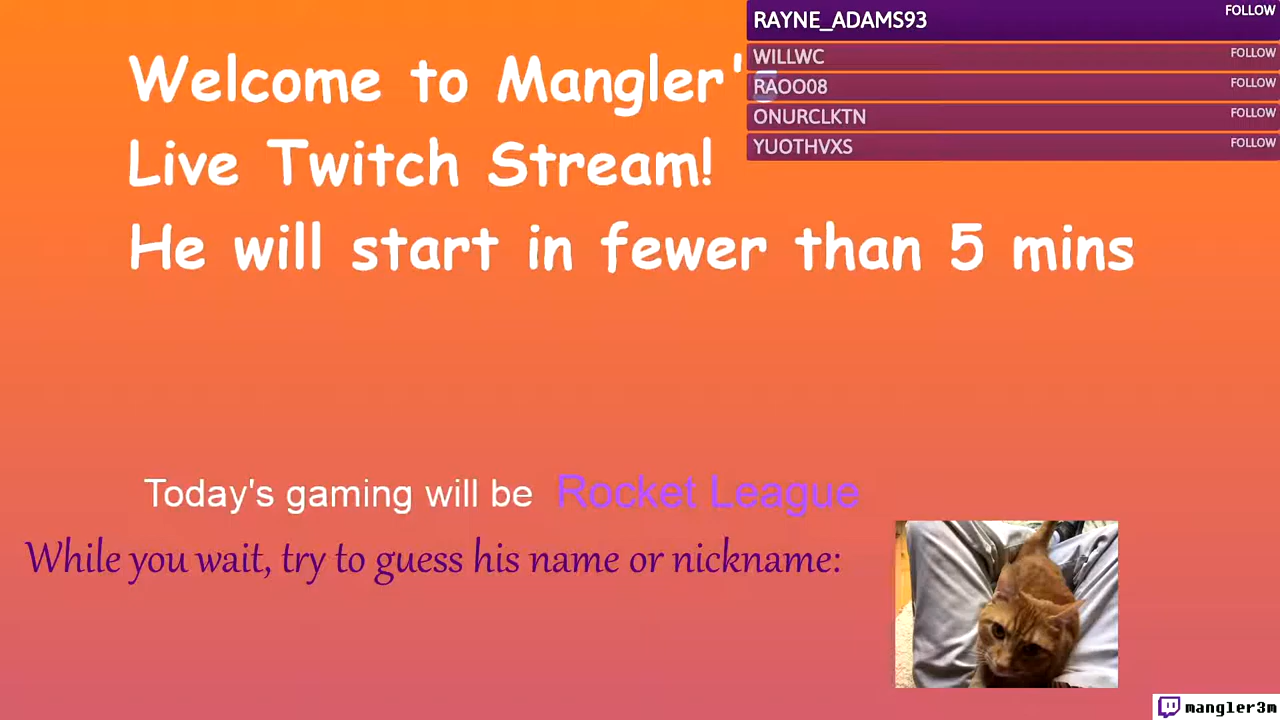 Welcome to Mangler's
Live Twitch Stream!
He will start in fewer than 5 mins
RAYNE_ADAMS93 FOLLOW
WILLWC FOLLOW
RAOO08 FOLLOW
ONURCLKTN FOLLOW
YUOTHVXS FOLLOW
Today's gaming will be Rocket League
While you wait, try to guess his name or nickname:
mangler3m